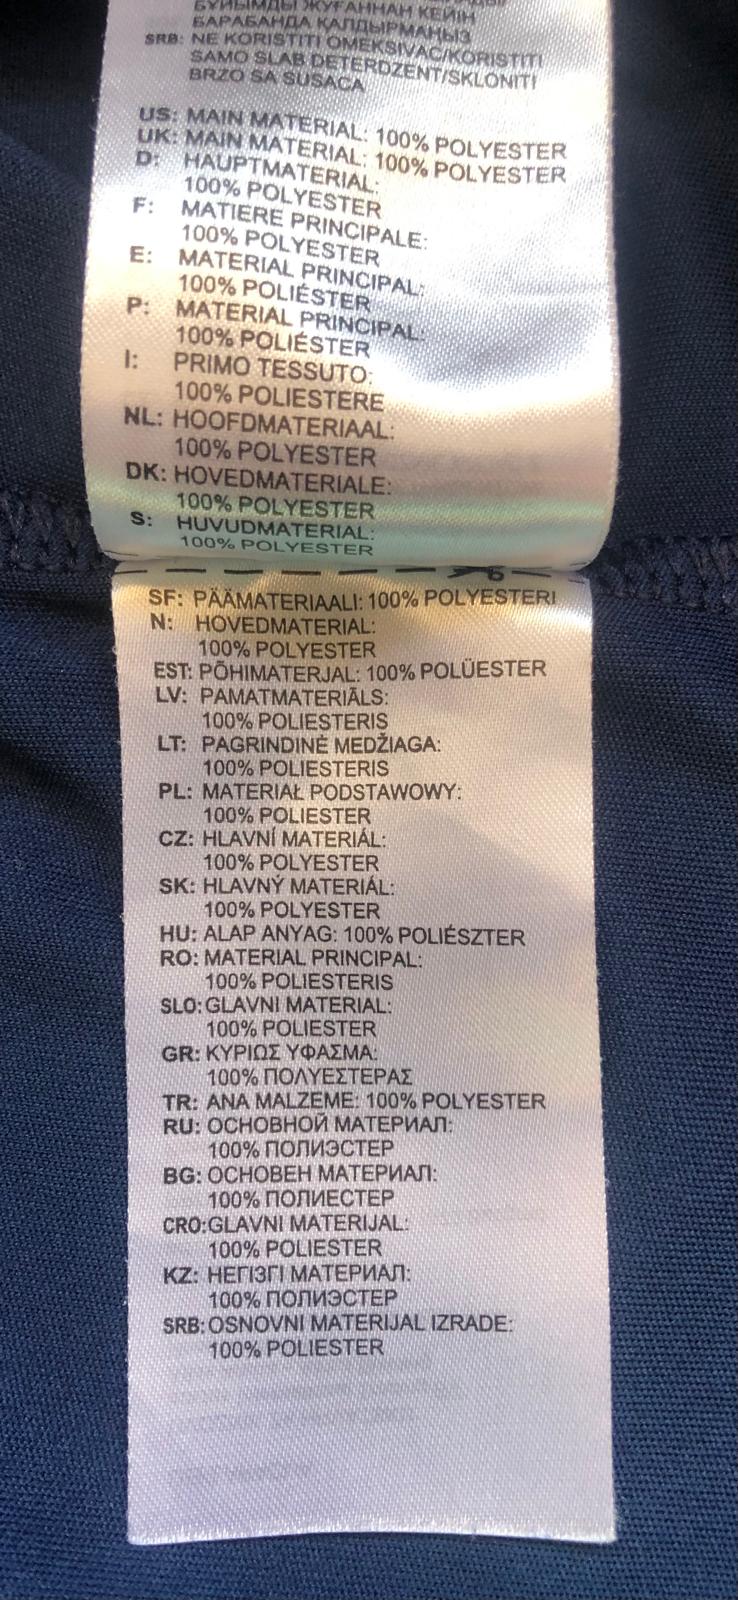 БҰЙЫМДЫ ЖУҒАННАН КЕЙІН
БАРАБАНДА ҚАЛДЫРМАҢЫЗ
SRB: NE KORISTITI OMEKSIVAC/KORISTITI
SAMO SLAB DETERDZENT/SKLONITI
BRZO SA SUSACA
US: MAIN MATERIAL: 100% POLYESTER
UK: MAIN MATERIAL: 100% POLYESTER
D: HAUPTMATERIAL:
100% POLYESTER
F: MATIERE PRINCIPALE:
100% POLYESTER
E: MATERIAL PRINCIPAL:
100% POLIÉSTER
P: MATERIAL PRINCIPAL:
100% POLIÉSTER
I: PRIMO TESSUTO:
100% POLIESTERE
NL: HOOFDMATERIAAL:
100% POLYESTER
DK: HOVEDMATERIALE:
100% POLYESTER
S: HUVUDMATERIAL:
100% POLYESTER
SF: PÄÄMATERIAALI: 100% POLYESTERI
N: HOVEDMATERIAL:
100% POLYESTER
EST: PÕHIMATERJAL: 100% POLÜESTER
LV: PAMATMATERIĀLS:
100% POLIESTERIS
LT: PAGRINDINĖ MEDŽIAGA:
100% POLIESTERIS
PL: MATERIAŁ PODSTAWOWY:
100% POLIESTER
CZ: HLAVNÍ MATERIÁL:
100% POLYESTER
SK: HLAVNÝ MATERIÁL:
100% POLYESTER
HU: ALAP ANYAG: 100% POLIÉSZTER
RO: MATERIAL PRINCIPAL:
100% POLIESTERIS
SLO: GLAVNI MATERIAL:
100% POLIESTER
GR: ΚΥΡΙΩΣ ΥΦΑΣΜΑ:
100% ΠΟΛΥΕΣΤΕΡΑΣ
TR: ANA MALZEME: 100% POLYESTER
RU: ОСНОВНОЙ МАТЕРИАЛ:
100% ПОЛИЭСТЕР
BG: ОСНОВЕН МАТЕРИАЛ:
100% ПОЛИЕСТЕР
CRO: GLAVNI MATERIJAL:
100% POLIESTER
KZ: НЕГІЗГІ МАТЕРИАЛ:
100% ПОЛИЭСТЕР
SRB: OSNOVNI MATERIJAL IZRADE:
100% POLIESTER